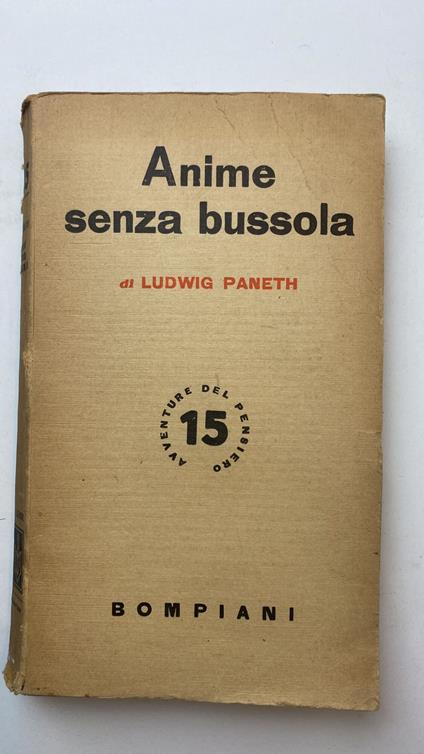 Anime
senza bussola
di LUDWIG PANETH
AVVENTURE DEL PENSIERO
15
BOMPIANI